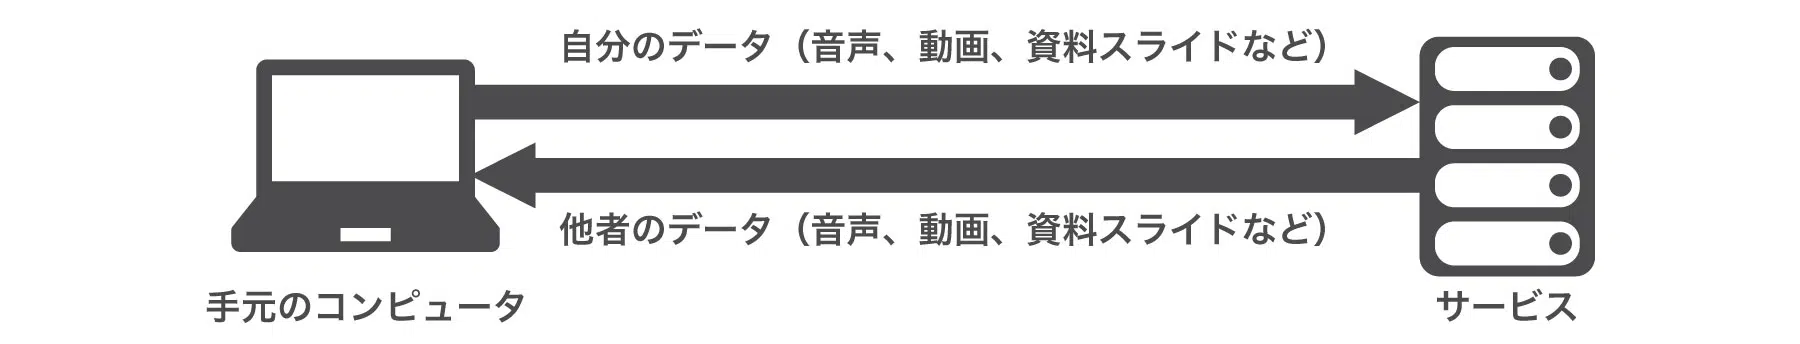 自分のデータ（音声、動画、資料スライドなど）
他者のデータ（音声、動画、資料スライドなど）
手元のコンピュータ
サービス